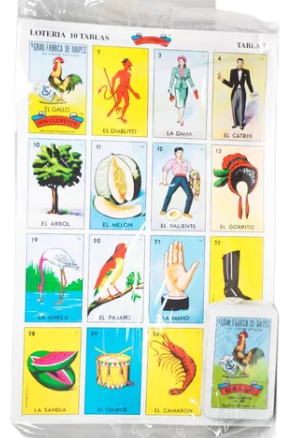 LOTERIA 10 TABLAS
TABLA
GRAN FABRICA DE NAIPES
EL GALLO
DON CLEMENTE
2
EL DIABLITO
3
LA DAMA
4
EL CATRIN
10
EL ARBOL
11
EL MELON
12
EL VALIENTE
13
EL GORRITO
19
LA GARZA
20
EL PAJARO
21
LA MANO
28
LA SANDIA
EL TAMBOR
EL CAMARON
GRAN FABRICA DE NAIPES
GALLO